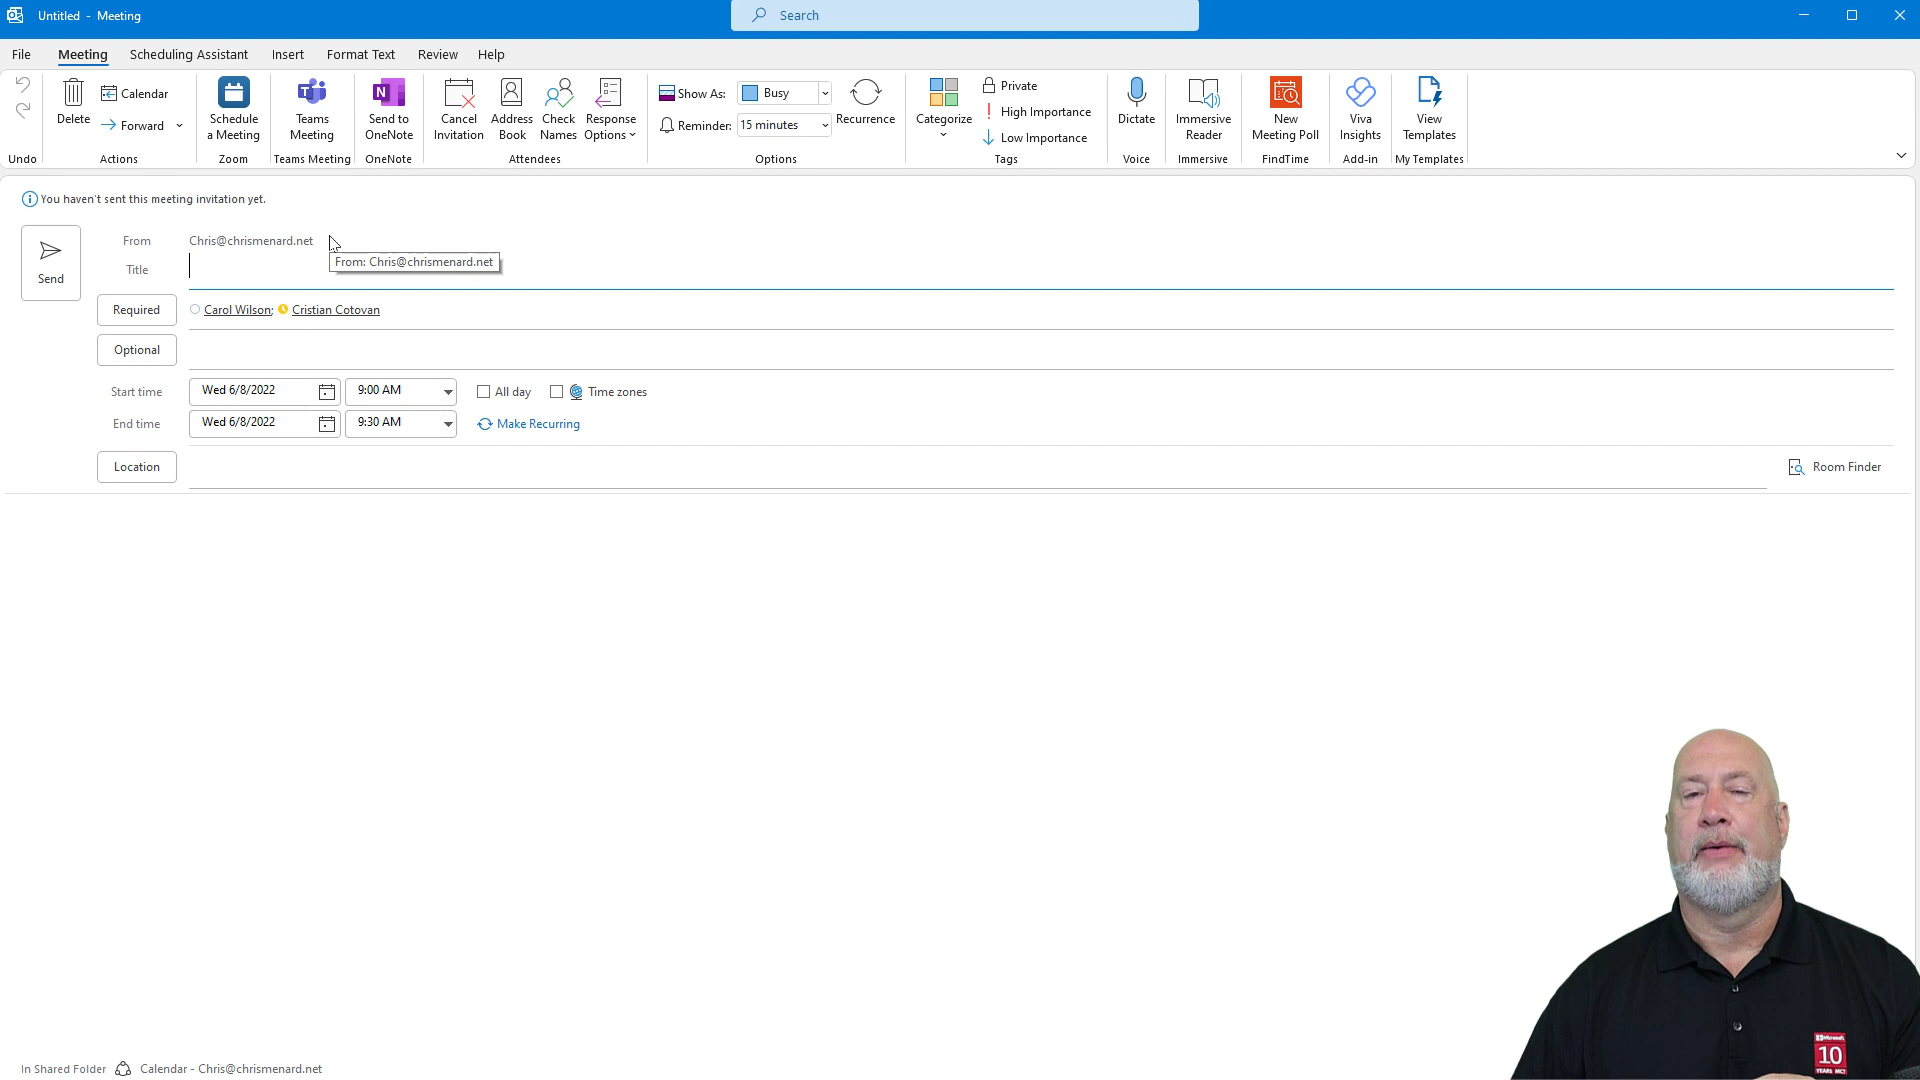 Untitled - Meeting
Search
File Meeting Scheduling Assistant Insert Format Text Review Help
Delete
Calendar
Forward
Schedule a Meeting
Teams Meeting
Send to OneNote
Cancel Invitation
Address Book
Check Names
Response Options
Show As: Busy
Reminder: 15 minutes
Recurrence
Categorize
Private
High Importance
Low Importance
Dictate
Immersive Reader
New Meeting Poll
Viva Insights
View Templates
Undo Actions Zoom Teams Meeting OneNote Attendees Options Tags Voice Immersive FindTime Add-in My Templates
You haven't sent this meeting invitation yet.
Send
From Chris@chrismenard.net
From: Chris@chrismenard.net
Title
Required Carol Wilson; Cristian Cotovan
Optional
Start time Wed 6/8/2022 9:00 AM All day Time zones
End time Wed 6/8/2022 9:30 AM Make Recurring
Location Room Finder
Microsoft
10
YEARS MCT
In Shared Folder Calendar - Chris@chrismenard.net